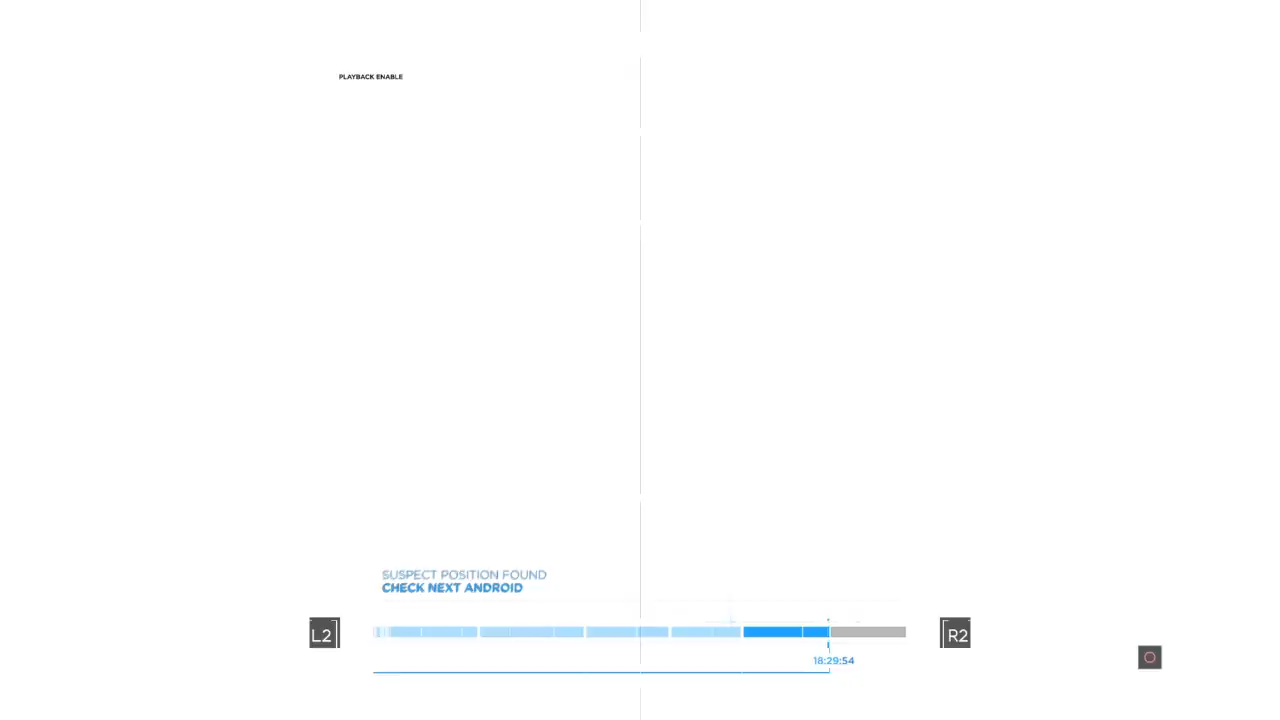 PLAYBACK ENABLE
SUSPECT POSITION FOUND
CHECK NEXT ANDROID
L2
R2
18:29:54